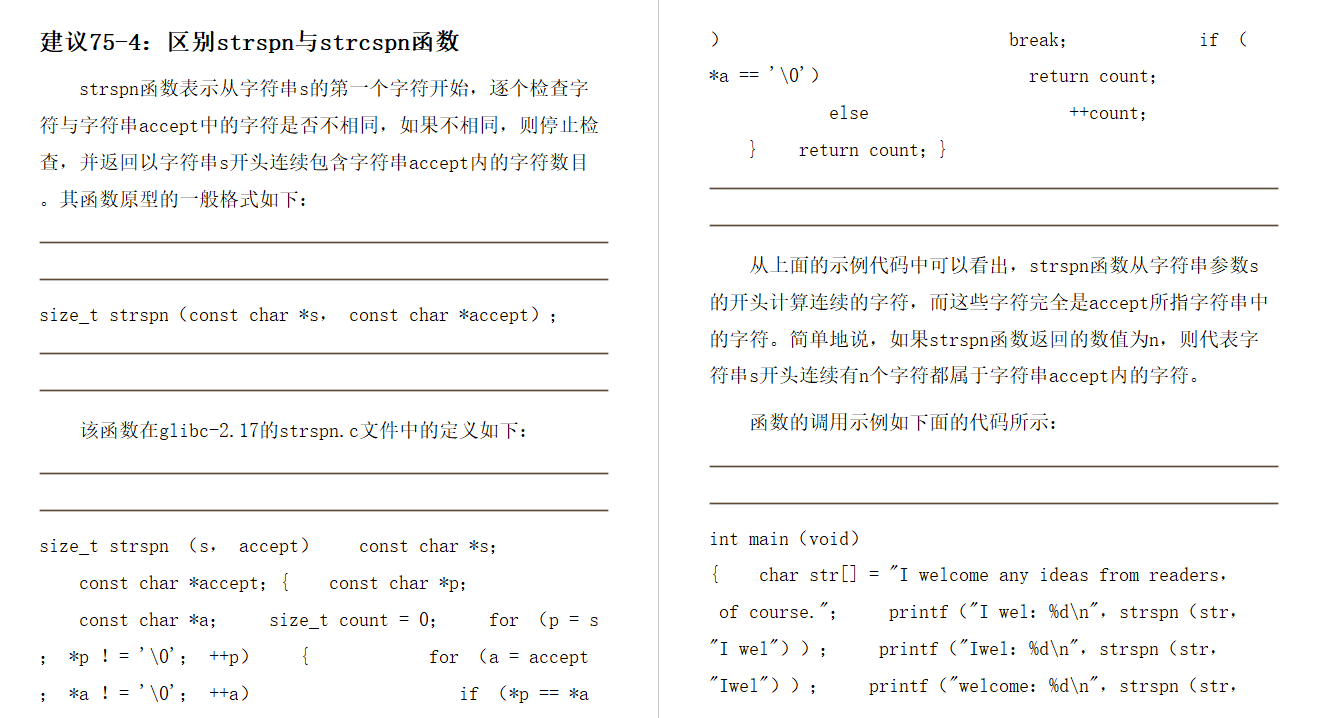 建议75-4：区别strspn与strcspn函数
strspn函数表示从字符串s的第一个字符开始，逐个检查字
符与字符串accept中的字符是否不相同，如果不相同，则停止检
查，并返回以字符串s开头连续包含字符串accept内的字符数目
。其函数原型的一般格式如下：
size_t strspn（const char *s， const char *accept）；
该函数在glibc-2.17的strspn.c文件中的定义如下：
size_t strspn （s， accept）    const char *s；
const char *accept；{    const char *p；
const char *a；    size_t count = 0；    for （p = s
； *p ！= '\0'； ++p）    {            for （a = accept
； *a ！= '\0'； ++a）                    if （*p == *a
）                            break；            if （
*a == '\0'）                    return count；
else                    ++count；
}    return count；}
从上面的示例代码中可以看出，strspn函数从字符串参数s
的开头计算连续的字符，而这些字符完全是accept所指字符串中
的字符。简单地说，如果strspn函数返回的数值为n，则代表字
符串s开头连续有n个字符都属于字符串accept内的字符。
函数的调用示例如下面的代码所示：
int main（void）
{    char str[] = "I welcome any ideas from readers，
of course."；    printf（"I wel：%d\n"，strspn（str，
"I wel"））；    printf（"Iwel：%d\n"，strspn（str，
"Iwel"））；    printf（"welcome：%d\n"，strspn（str，